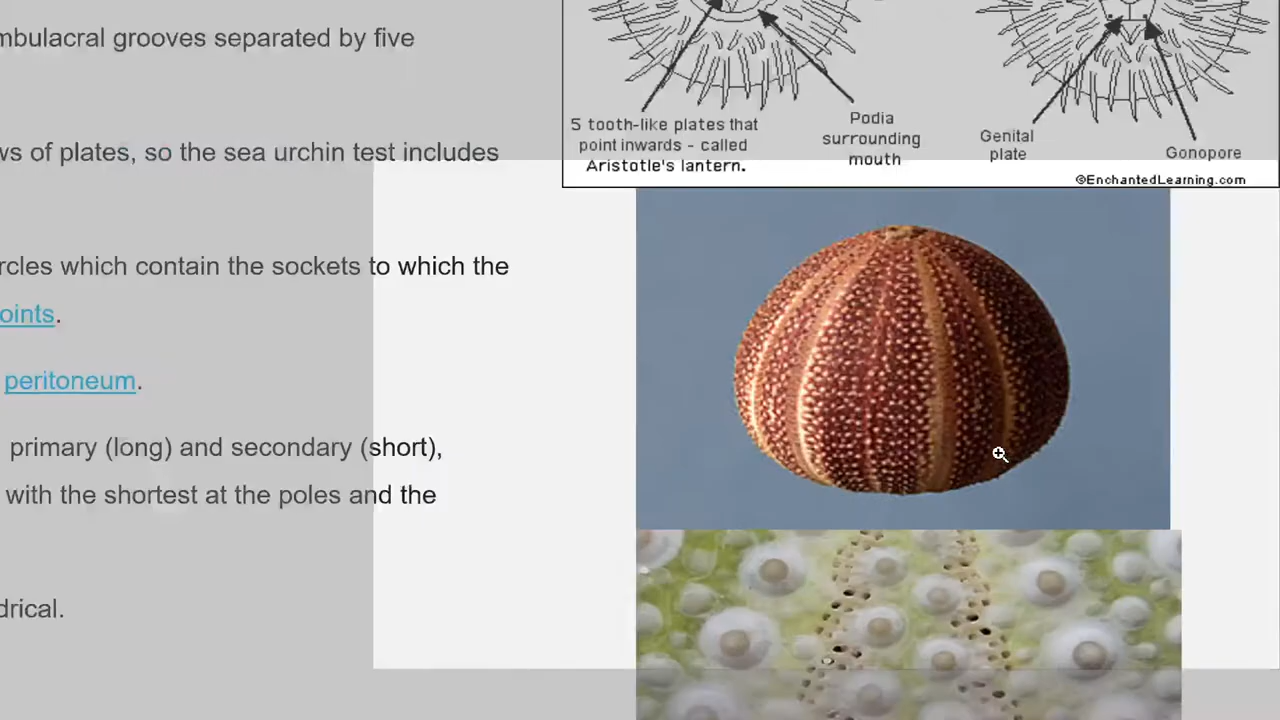 mbulacral grooves separated by five
ws of plates, so the sea urchin test includes
rcles which contain the sockets to which the
oints.
peritoneum.
primary (long) and secondary (short),
with the shortest at the poles and the
drical.
5 tooth-like plates that
point inwards - called
Aristotle's lantern.
Podia
surrounding
mouth
Genital
plate
Gonopore
©EnchantedLearning.com